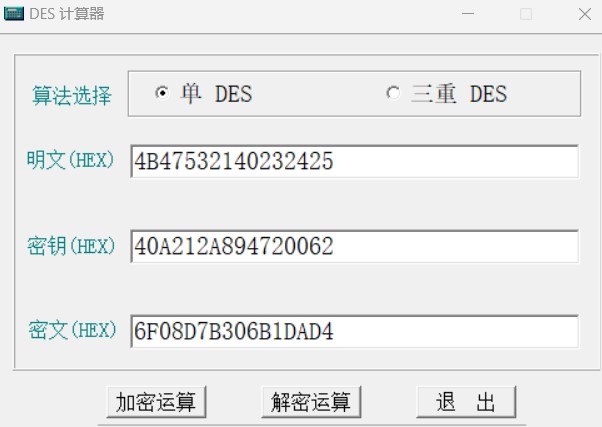 DES 计算器
算法选择 单 DES 三重 DES
明文(HEX) 4B47532140232425
密钥(HEX) 40A212A894720062
密文(HEX) 6F08D7B306B1DAD4
加密运算 解密运算 退 出